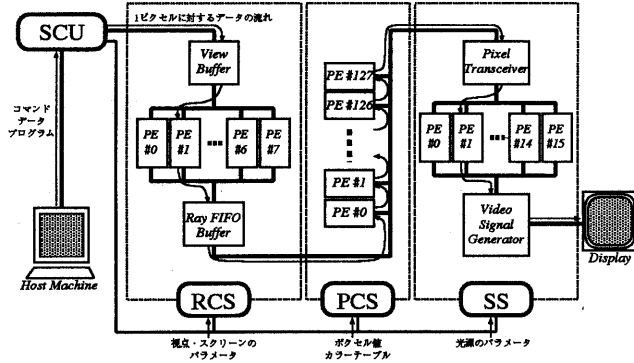 SCU
1ピクセルに対するデータの流れ
View
Buffer
コマンド
データ
プログラム
PE
#0
PE
#1
PE
#6
PE
#7
Ray FIFO
Buffer
Host Machine
PE #127
PE #126
PE #1
PE #0
Pixel
Transceiver
PE
#0
PE
#1
PE
#14
PE
#15
Video
Signal
Generator
Display
RCS
PCS
SS
視点・スクリーンの
パラメータ
ボクセル値
カラーテーブル
光源のパラメータ